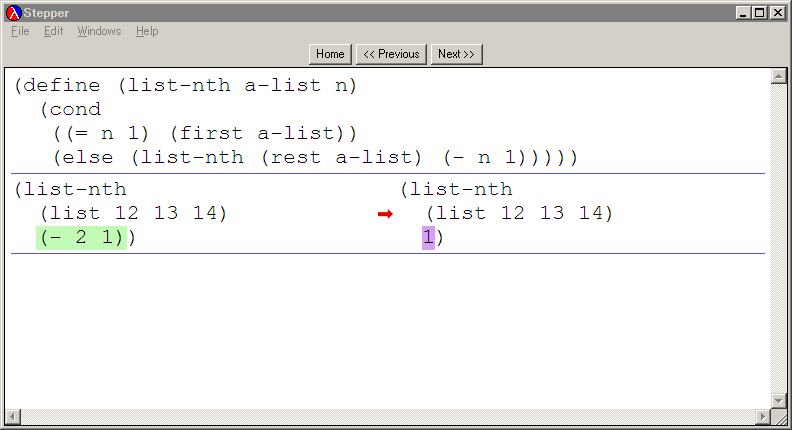 Stepper
File Edit Windows Help
Home << Previous Next >>
(define (list-nth a-list n)
(cond
((= n 1) (first a-list))
(else (list-nth (rest a-list) (- n 1)))))
(list-nth
(list 12 13 14)
(- 2 1))
(list-nth
(list 12 13 14)
1)